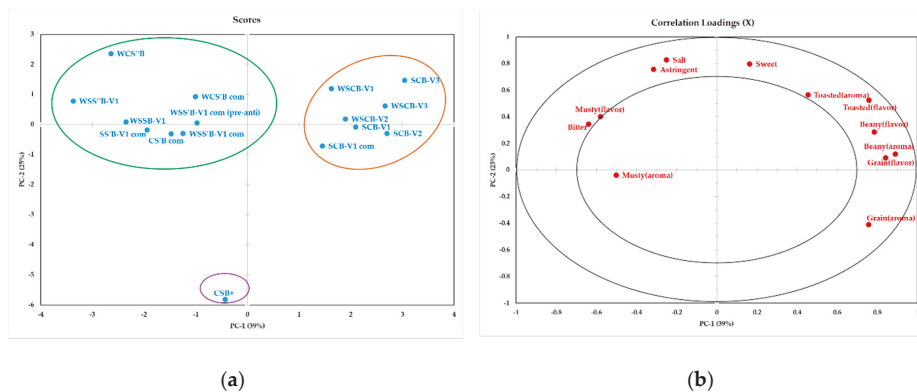 Scores
3
2
1
0
-1
-2
-3
-4
-5
-6
-4
-3
-2
-1
0
1
2
3
4
PC-2 (25%)
PC-1 (39%)
WCS''B
WSS''B-V1
WCS'B com
WSS'B-V1 com (pre-anti)
WSSB-V1
SS'B-V1 com
CS'B com
WSS'B-V1 com
SCB-V3
WSCB-V1
WSCB-V3
WSCB-V2
SCB-V1
SCB-V2
SCB-V1 com
CSB+
(a)
Correlation Loadings (X)
1
0.8
0.6
0.4
0.2
0
-0.2
-0.4
-0.6
-0.8
-1
-1
-0.8
-0.6
-0.4
-0.2
0
0.2
0.4
0.6
0.8
1
PC-2 (25%)
PC-1 (39%)
Salt
Astringent
Sweet
Toasted(aroma)
Toasted(flavor)
Musty(flavor)
Bitter
Beany(flavor)
Beany(aroma)
Grain(flavor)
Musty(aroma)
Grain(aroma)
(b)